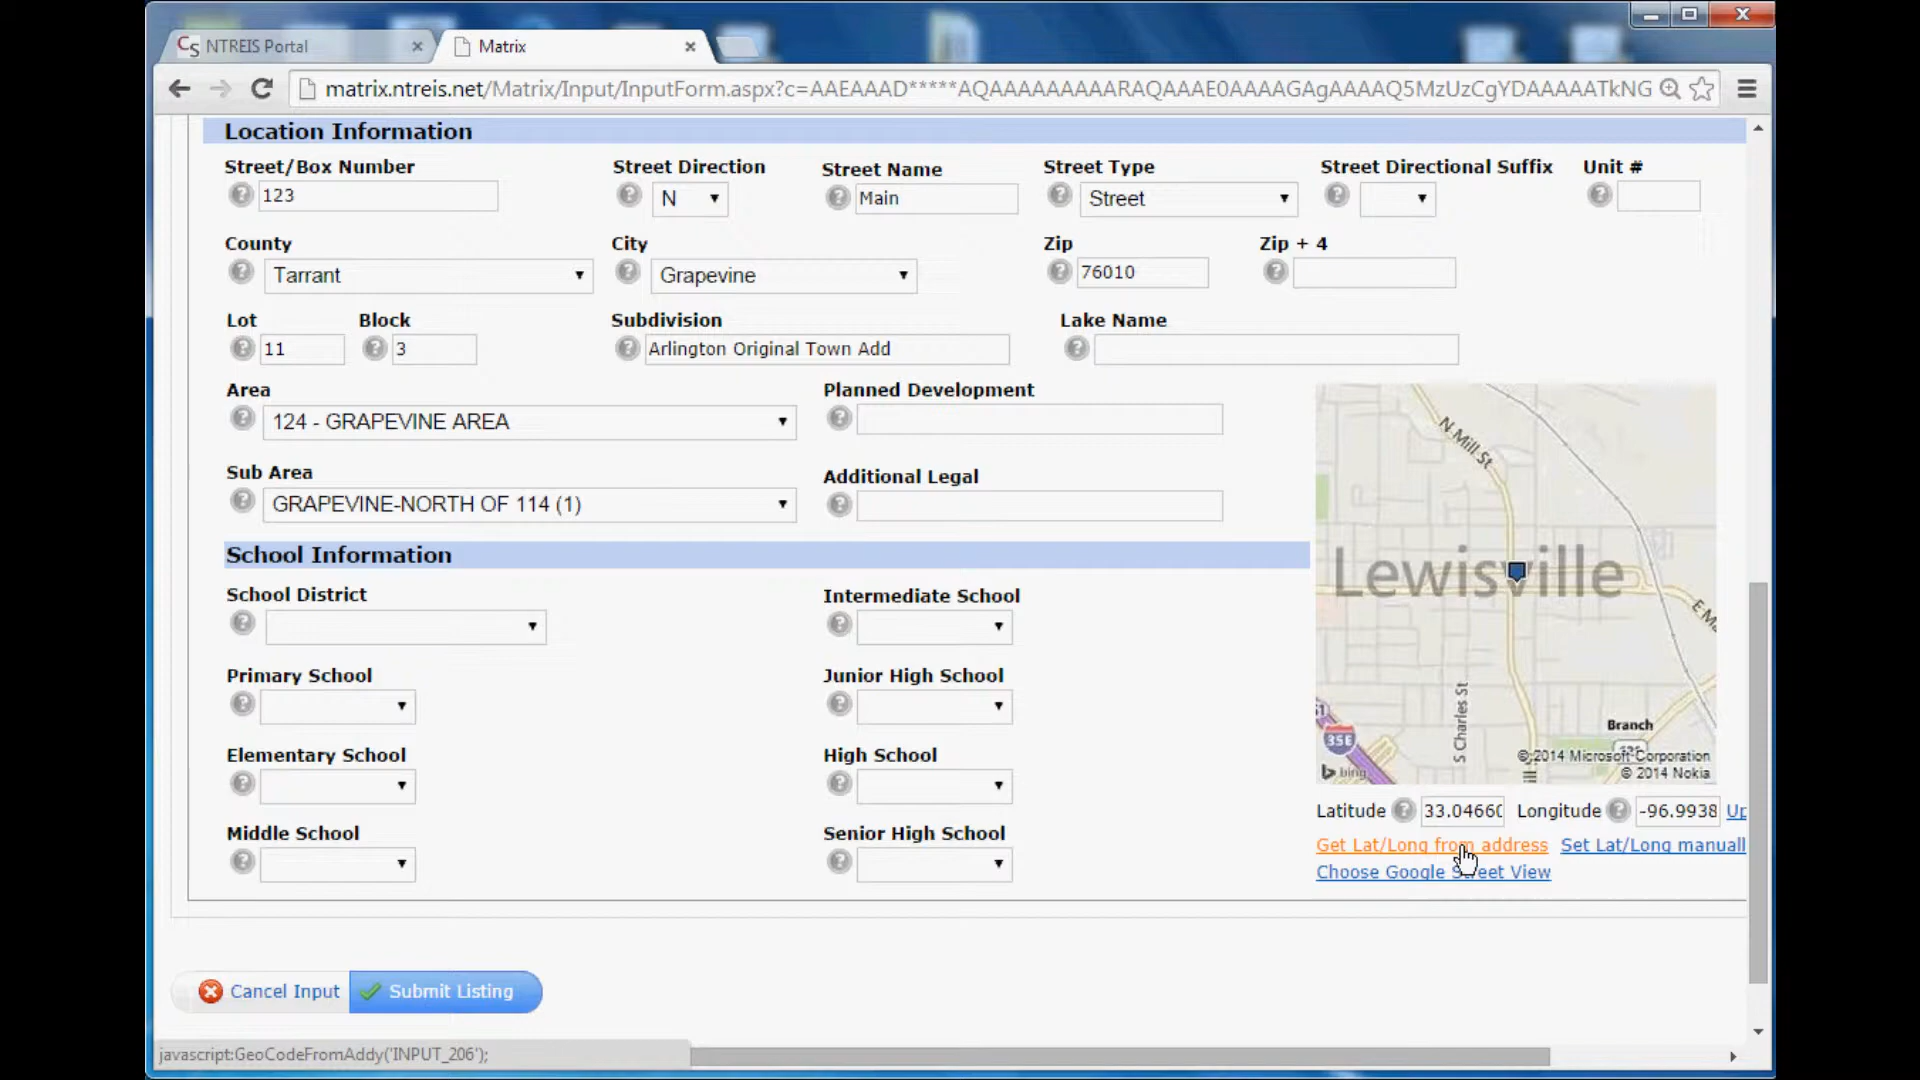 NTREIS Portal
Matrix
matrix.ntreis.net/Matrix/Input/InputForm.aspx?c=AAEAAAD*****AQAAAAAAAAARAQAAAE0AAAAGAgAAAAQ5MzUzCgYDAAAAATkNG
Location Information
Street/Box Number Street Direction Street Name Street Type Street Directional Suffix Unit #
123 N Main Street
County City Zip Zip + 4
Tarrant Grapevine 76010
Lot Block Subdivision Lake Name
11 3 Arlington Original Town Add
Area Planned Development
124 - GRAPEVINE AREA
Sub Area Additional Legal
GRAPEVINE-NORTH OF 114 (1)
N Mill St
Lewisville
S Charles St
35E
Branch
bing
© 2014 Microsoft Corporation
© 2014 Nokia
School Information
School District Intermediate School
Primary School Junior High School
Elementary School High School
Middle School Senior High School
Latitude 33.04660 Longitude -96.9938 Up
Get Lat/Long from address Set Lat/Long manuall
Choose Google Street View
Cancel Input Submit Listing
javascript:GeoCodeFromAddy('INPUT_206');